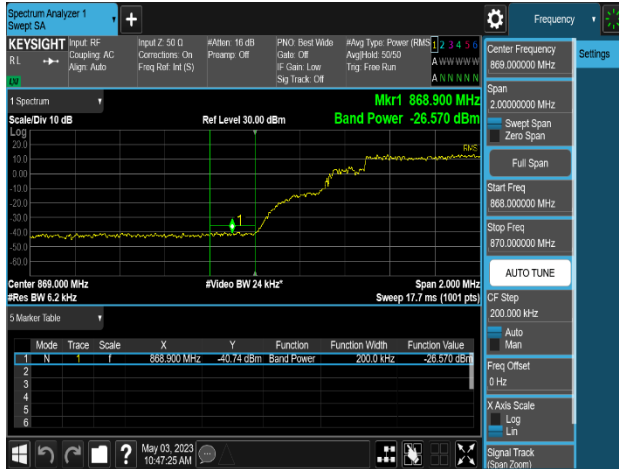 Spectrum Analyzer 1
Swept SA
+
Frequency
KEYSIGHT
RL
Input: RF
Coupling: AC
Align: Auto
Input Z: 50 Ω
Corrections: On
Freq Ref: Int (S)
#Atten: 16 dB
Preamp: Off
PNO: Best Wide
Gate: Off
IF Gain: Low
Sig Track: Off
#Avg Type: Power (RMS
Avg|Hold: 50/50
Trig: Free Run
1 2 3 4 5 6
A W W W W W
A N N N N N
LXI
Center Frequency
869.000000 MHz
Settings
Span
2.00000000 MHz
Swept Span
Zero Span
Full Span
Start Freq
868.000000 MHz
Stop Freq
870.000000 MHz
AUTO TUNE
CF Step
200.000 kHz
Auto
Man
Freq Offset
0 Hz
X Axis Scale
Log
Lin
Signal Track
(Span Zoom)
1 Spectrum
Mkr1 868.900 MHz
Scale/Div 10 dB
Ref Level 30.00 dBm
Band Power -26.570 dBm
Log
20.0
10.0
0.00
-10.0
-20.0
-30.0
-40.0
-50.0
-60.0
RMS
1
Center 869.000 MHz
#Video BW 24 kHz*
Span 2.000 MHz
#Res BW 6.2 kHz
Sweep 17.7 ms (1001 pts)
5 Marker Table
Mode Trace Scale X Y Function Function Width Function Value
1 N 1 f 868.900 MHz -40.74 dBm Band Power 200.0 kHz -26.570 dBm
2
3
4
5
6
?
May 03, 2023
10:47:25 AM